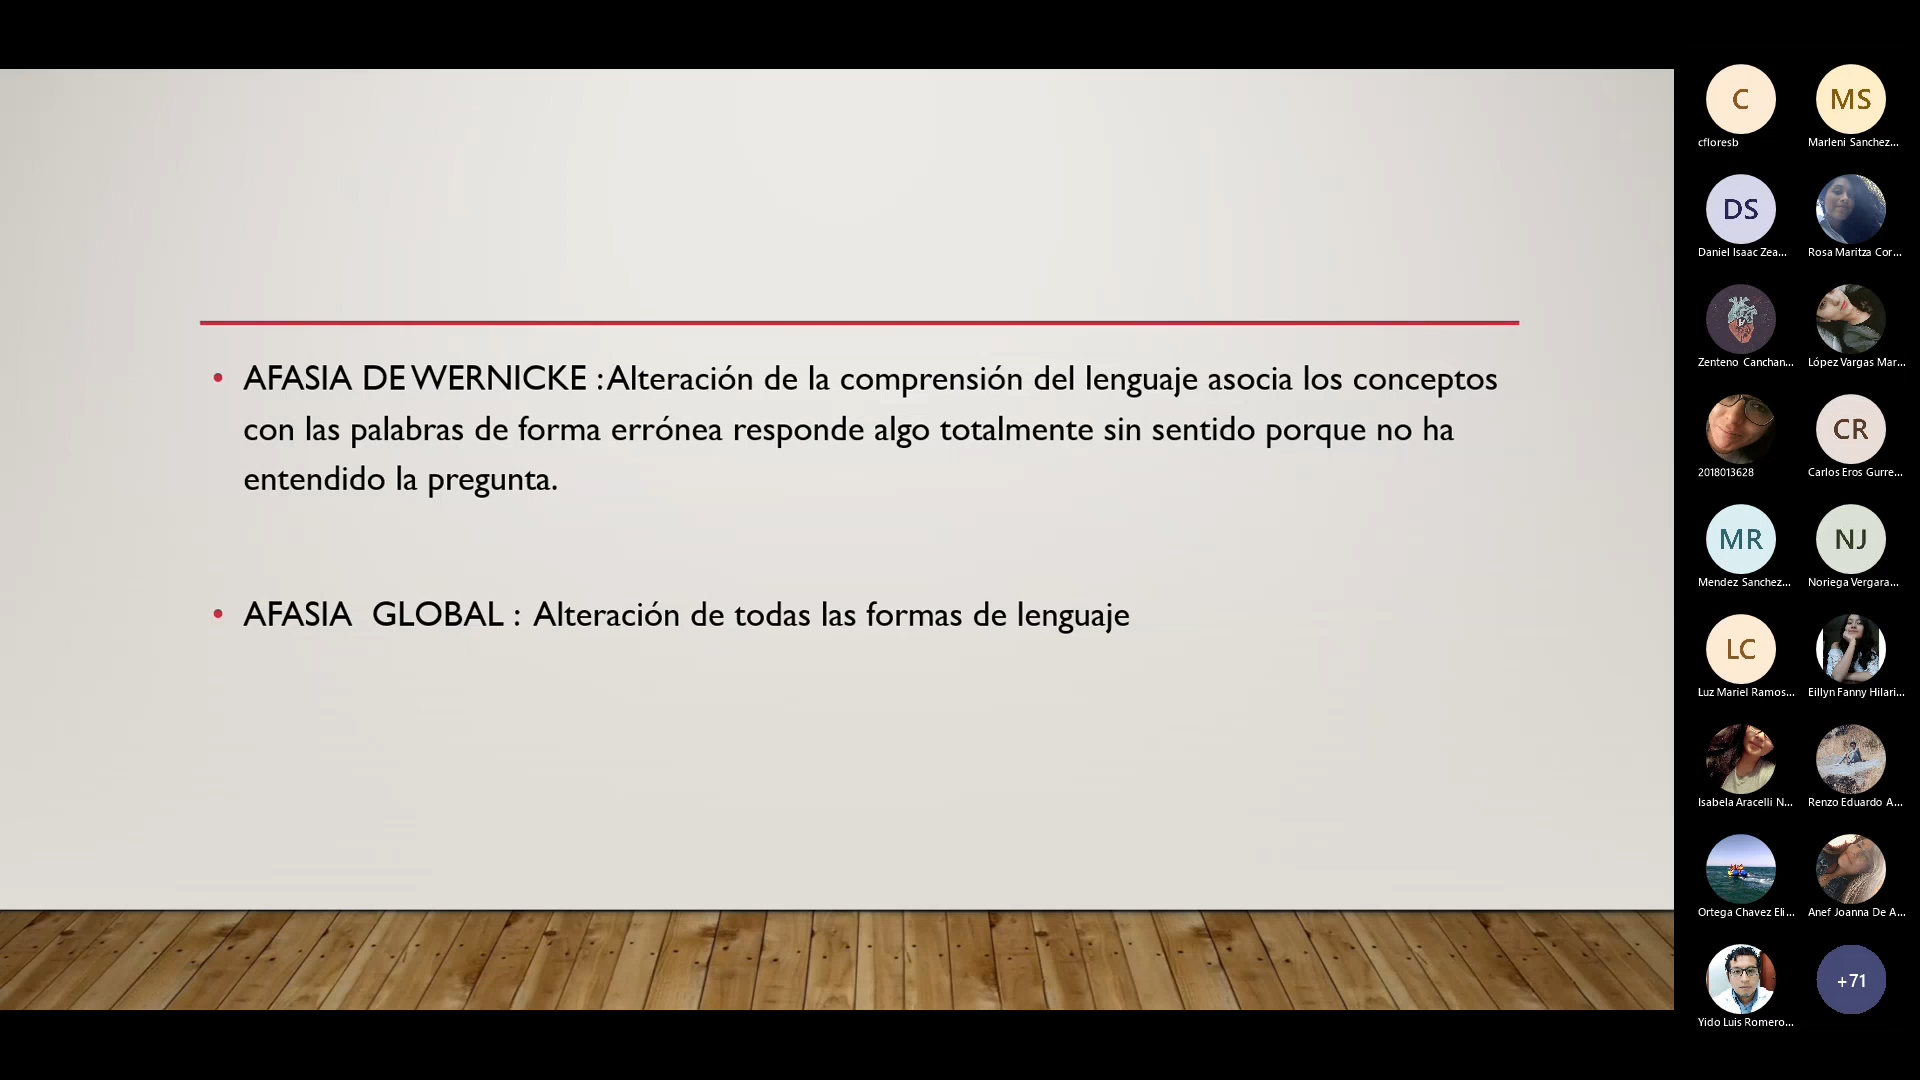 • AFASIA DE WERNICKE : Alteración de la comprensión del lenguaje asocia los conceptos
con las palabras de forma errónea responde algo totalmente sin sentido porque no ha
entendido la pregunta.
• AFASIA GLOBAL : Alteración de todas las formas de lenguaje
C
cfloresb
MS
Marleni Sanchez...
DS
Daniel Isaac Zea...
Rosa Maritza Cor...
Zenteno Canchan...
López Vargas Mar...
2018013628
CR
Carlos Eros Gurre...
MR
Mendez Sanchez...
NJ
Noriega Vergara...
LC
Luz Mariel Ramos...
Eillyn Fanny Hilari...
Isabela Aracelli N...
Renzo Eduardo A...
Ortega Chavez Eli...
Anef Joanna De A...
Yido Luis Romero...
+71